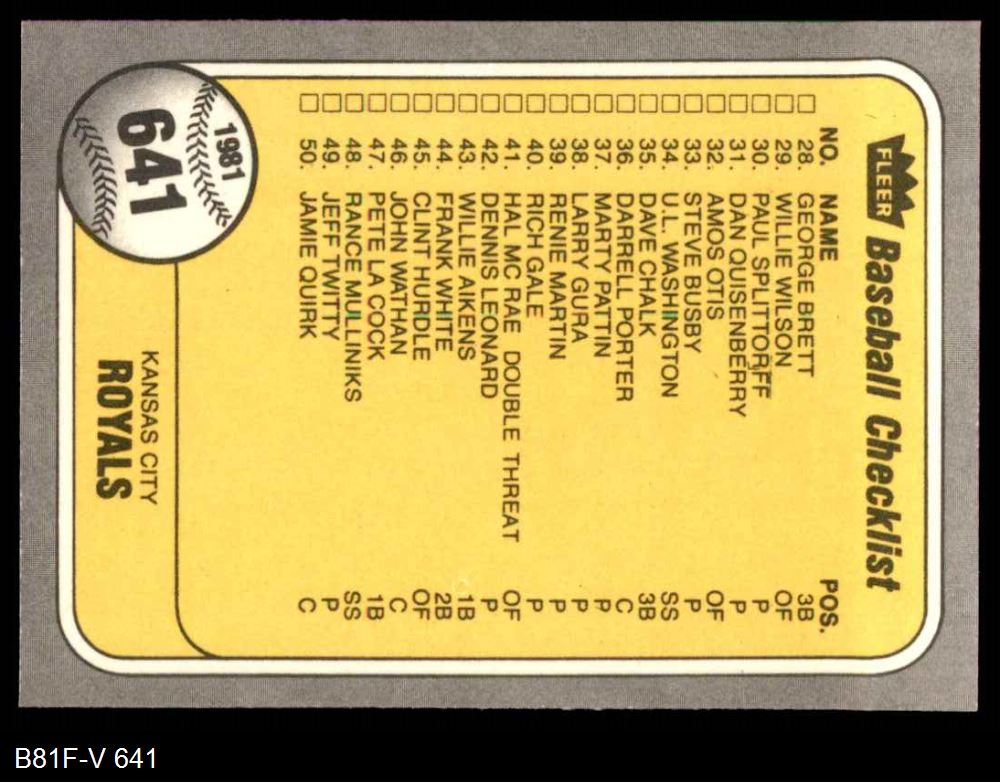 FLEER Baseball Checklist
NO. NAME POS.
28. GEORGE BRETT 3B
29. WILLIE WILSON OF
30. PAUL SPLITTORFF P
31. DAN QUISENBERRY P
32. AMOS OTIS OF
33. STEVE BUSBY P
34. U.L. WASHINGTON SS
35. DAVE CHALK 3B
36. DARRELL PORTER C
37. MARTY PATTIN P
38. LARRY GURA P
39. RENIE MARTIN P
40. RICH GALE P
41. HAL MC RAE DOUBLE THREAT OF
42. DENNIS LEONARD P
43. WILLIE AIKENS 1B
44. FRANK WHITE 2B
45. CLINT HURDLE OF
46. JOHN WATHAN C
47. PETE LA COCK 1B
48. RANCE MULLINIKS SS
49. JEFF TWITTY P
50. JAMIE QUIRK C
1981
641
KANSAS CITY
ROYALS
B81F-V 641